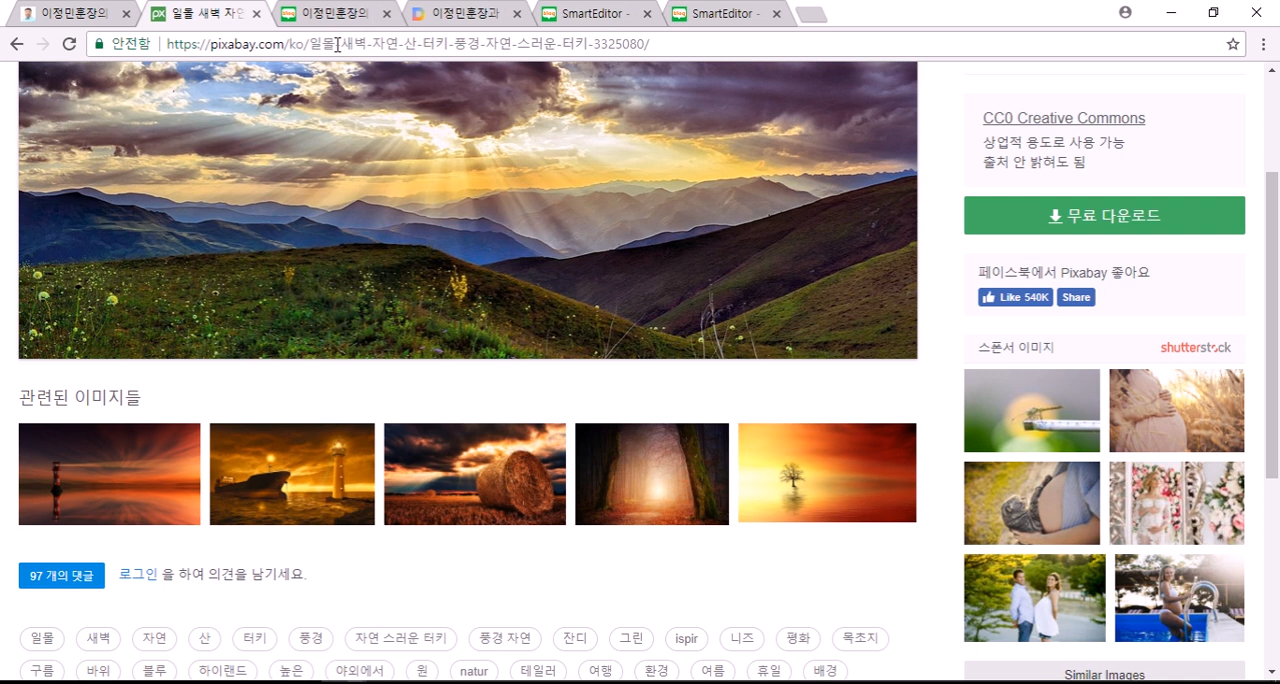 이정민훈장의
일몰 새벽 자연
이정민훈장의
이정민훈장과
SmartEditor -
SmartEditor -
안전함
https://pixabay.com/ko/일몰-새벽-자연-산-터키-풍경-자연-스러운-터키-3325080/
CC0 Creative Commons
상업적 용도로 사용 가능
출처 안 밝혀도 됨
무료 다운로드
페이스북에서 Pixabay 좋아요
Like 540K
Share
스폰서 이미지
shutterstock
관련된 이미지들
97 개의 댓글
로그인 을 하여 의견을 남기세요.
일몰 새벽 자연 산 터키 풍경 자연 스러운 터키 풍경 자연 잔디 그린 ispir 니즈 평화 목초지
구름 바위 블루 하이랜드 높은 야외에서 원 natur 테일러 여행 환경 여름 휴일 배경
Similar Images